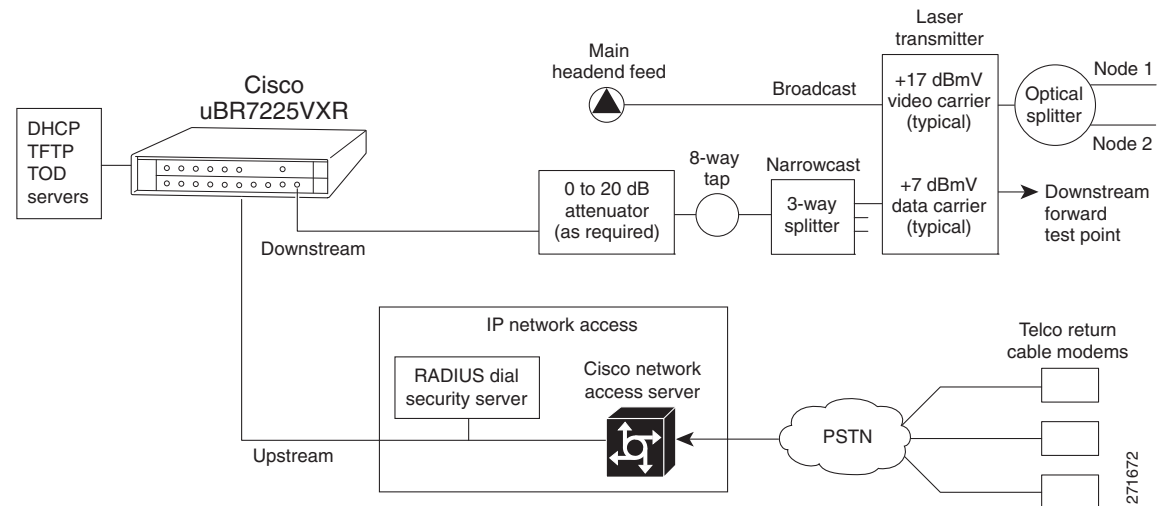 Laser
transmitter
Main
headend feed
Cisco
uBR7225VXR
Broadcast
+17 dBmV
video carrier
(typical)
Optical
splitter
Node 1
Node 2
DHCP
TFTP
TOD
servers
8-way
tap
Narrowcast
0 to 20 dB
attenuator
(as required)
3-way
splitter
+7 dBmV
data carrier
(typical)
Downstream
forward
test point
Downstream
IP network access
Telco return
cable modems
RADIUS dial
security server
Cisco network
access server
PSTN
Upstream
271672